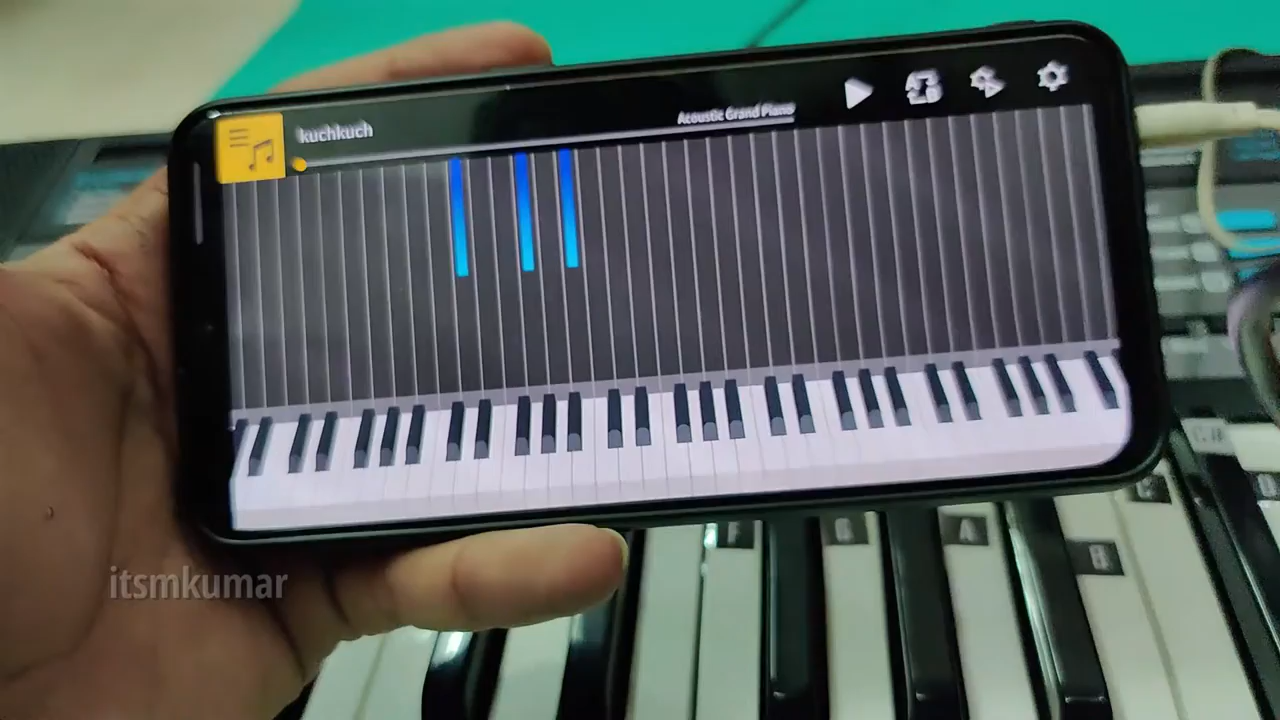 kuchkuch
Acoustic Grand Piano
itsmkumar
F
G
A
B